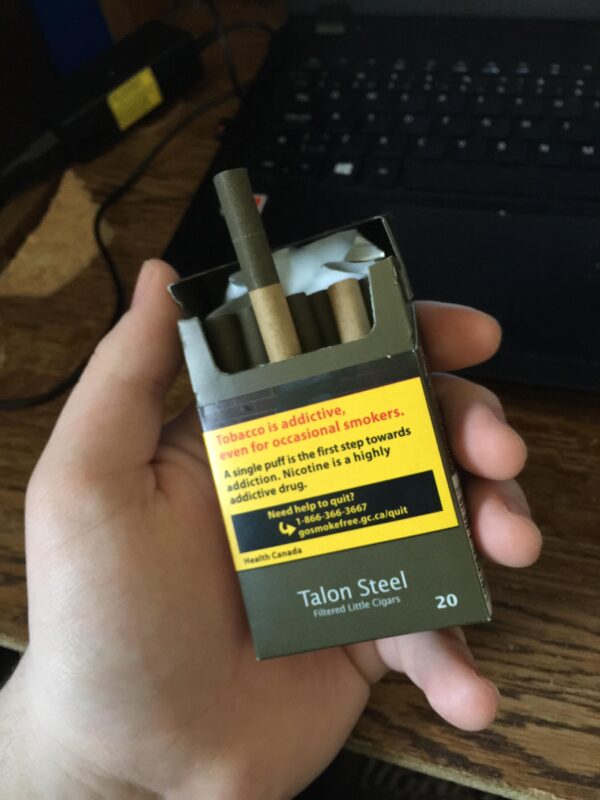 Tobacco is addictive,
even for occasional smokers.
A single puff is the first step towards
addiction. Nicotine is a highly
addictive drug.
Need help to quit?
1-866-366-3667
gosmokefree.gc.ca/quit
Health Canada
Talon Steel
Filtered Little Cigars
20